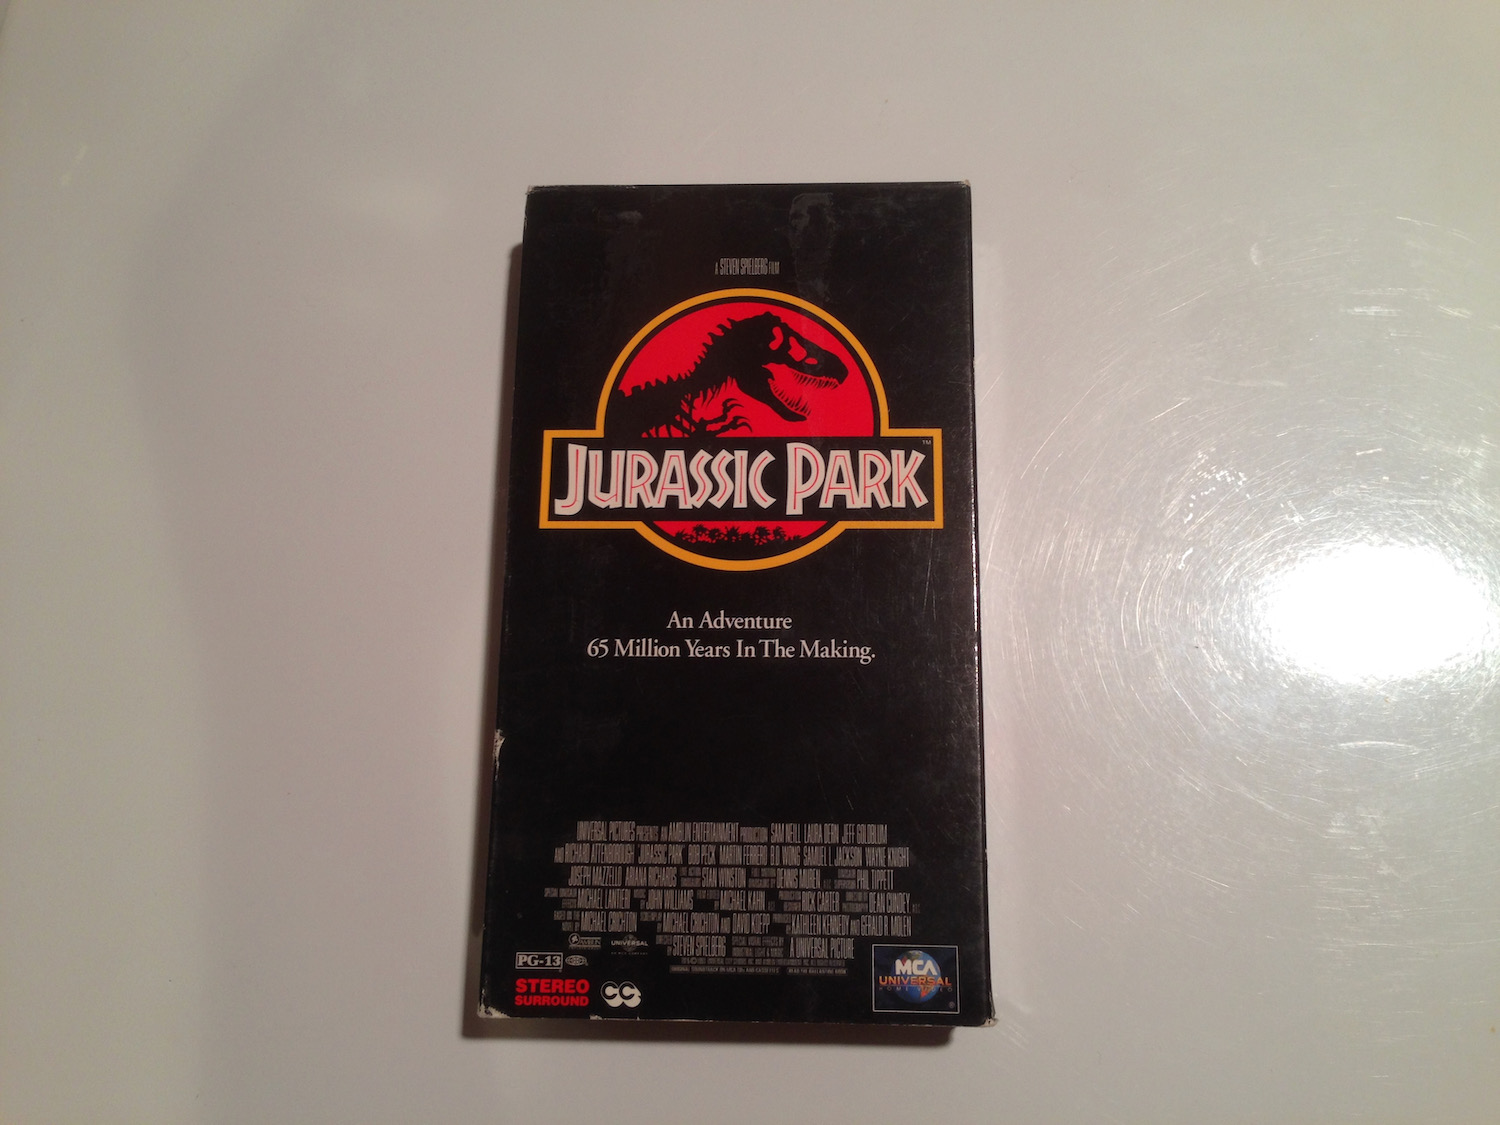 A STEVEN SPIELBERG FILM
JURASSIC PARK™
An Adventure
65 Million Years In The Making.
UNIVERSAL PICTURES PRESENTS AN AMBLIN ENTERTAINMENT PRODUCTION SAM NEILL LAURA DERN JEFF GOLDBLUM
AND RICHARD ATTENBOROUGH JURASSIC PARK BOB PECK MARTIN FERRERO B.D. WONG SAMUEL L. JACKSON WAYNE KNIGHT
JOSEPH MAZZELLO ARIANA RICHARDS STAN WINSTON DENNIS MUREN PHIL TIPPETT
MICHAEL LANTIERI JOHN WILLIAMS MICHAEL KAHN RICK CARTER DEAN CUNDEY
MICHAEL CRICHTON MICHAEL CRICHTON AND DAVID KOEPP KATHLEEN KENNEDY AND GERALD R. MOLEN
UNIVERSAL STEVEN SPIELBERG A UNIVERSAL PICTURE
PG-13
STEREO
SURROUND
CC
MCA
UNIVERSAL
HOME VIDEO